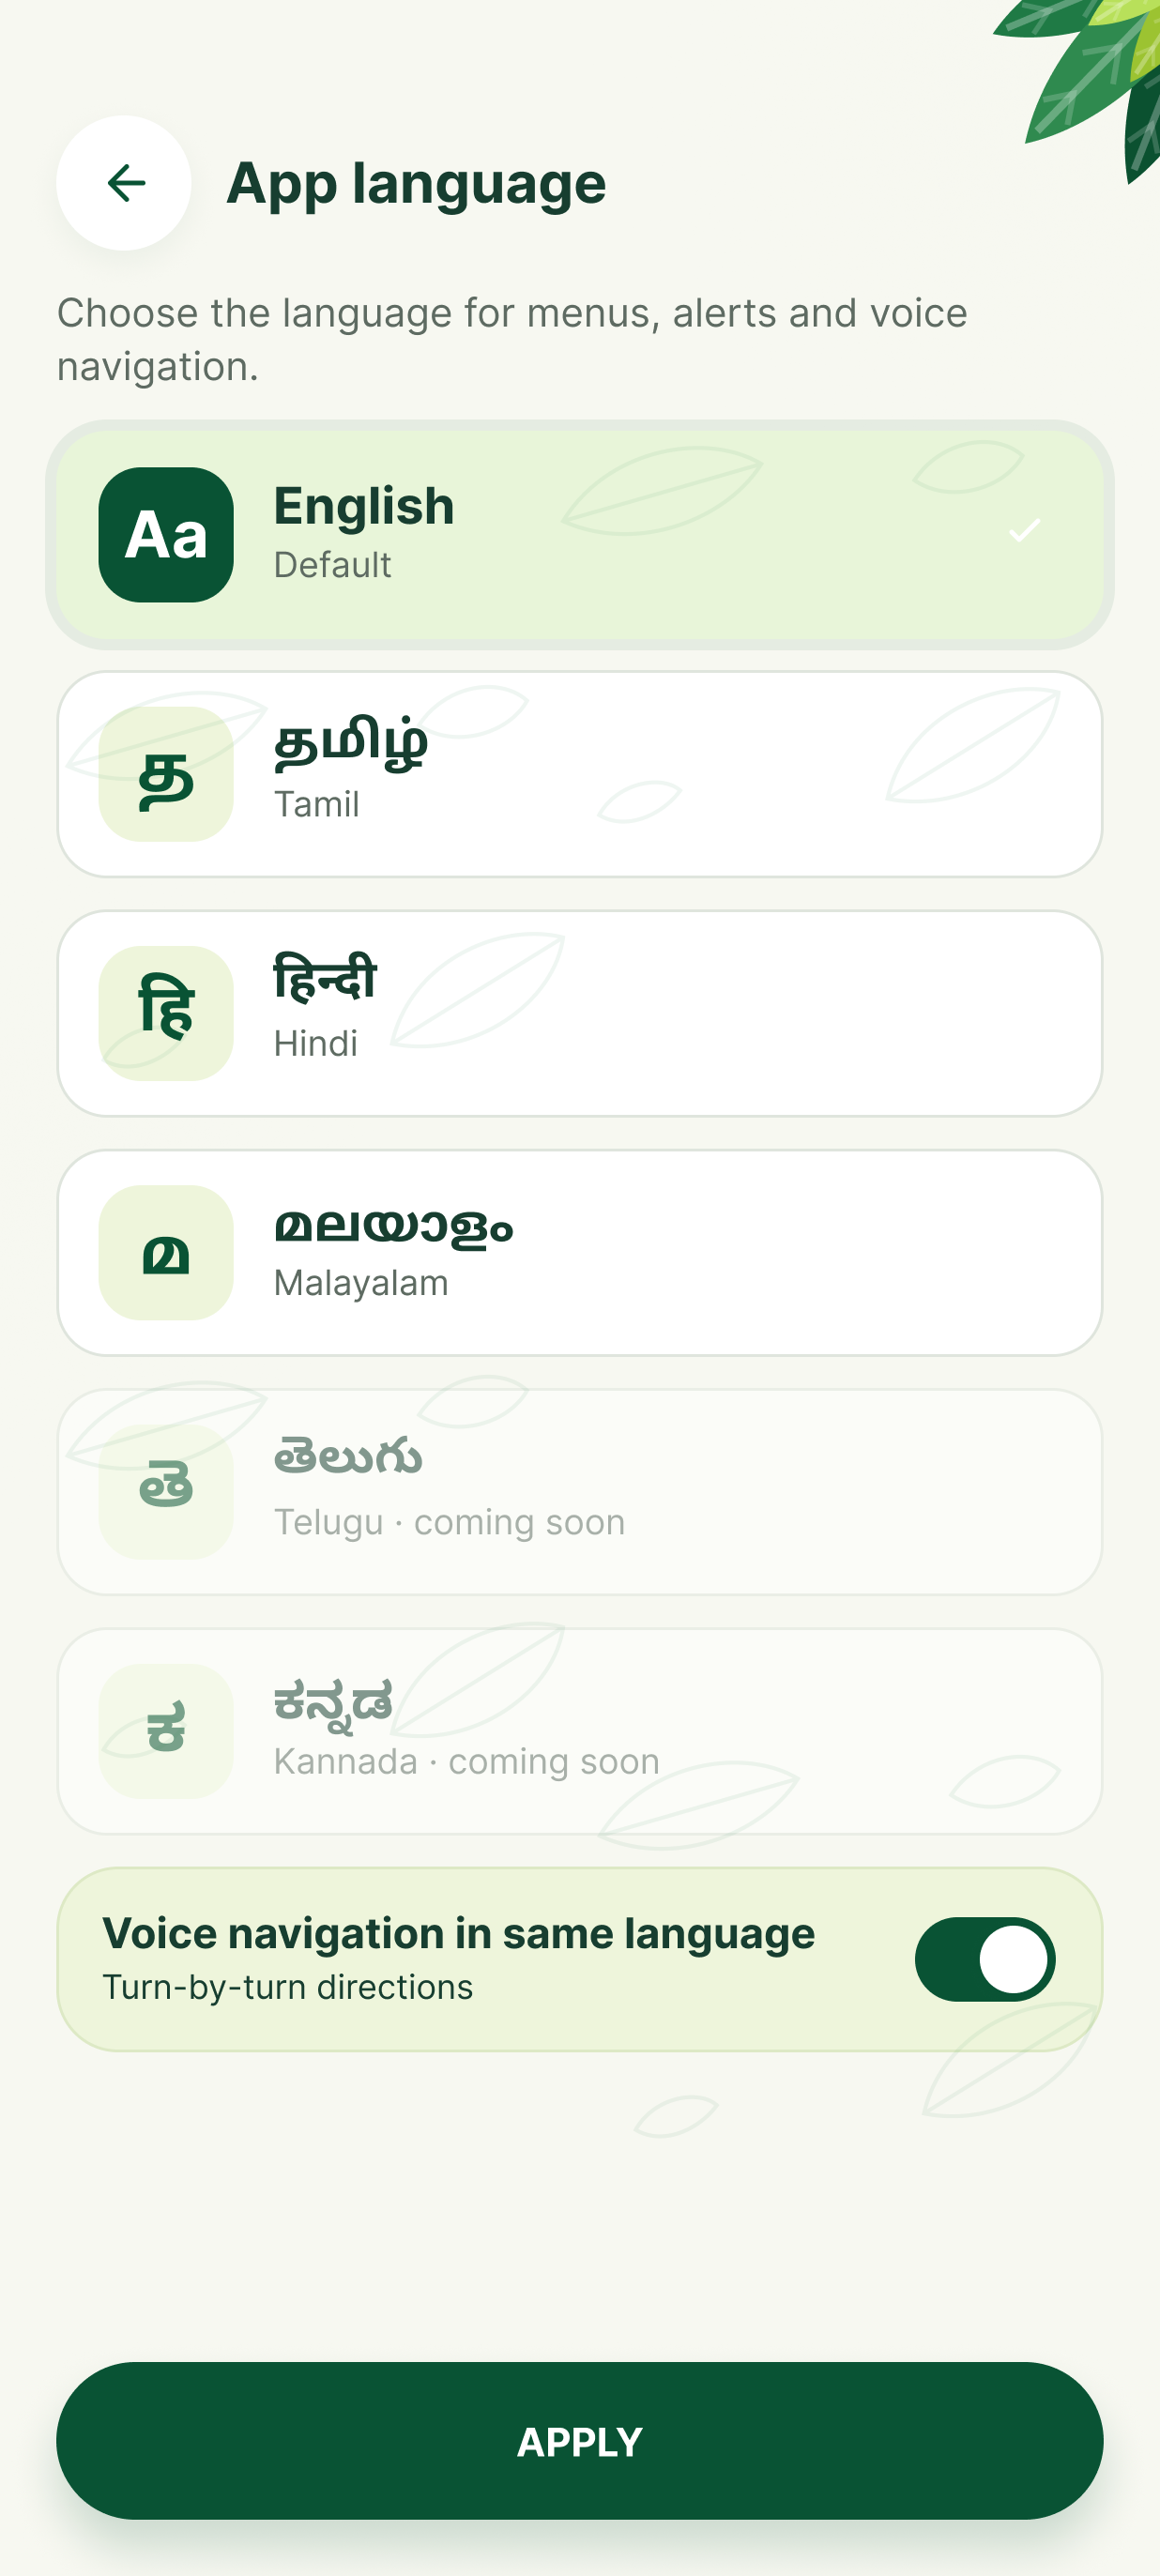 App language
Choose the language for menus, alerts and voice
navigation.
Aa
English
Default
த
தமிழ்
Tamil
हि
हिन्दी
Hindi
മ
മലയാളം
Malayalam
తె
తెలుగు
Telugu · coming soon
ಕ
ಕನ್ನಡ
Kannada · coming soon
Voice navigation in same language
Turn-by-turn directions
APPLY